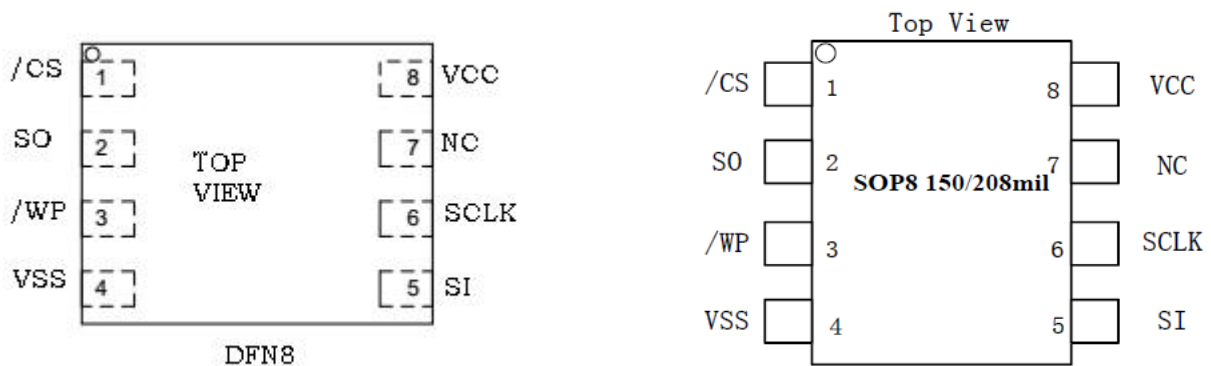 /CS 1 8 VCC
SO 2 7 NC
TOP
VIEW
/WP 3 6 SCLK
VSS 4 5 SI
DFN8
Top View
/CS 1 8 VCC
SO 2 7 NC
SOP8 150/208mil
/WP 3 6 SCLK
VSS 4 5 SI